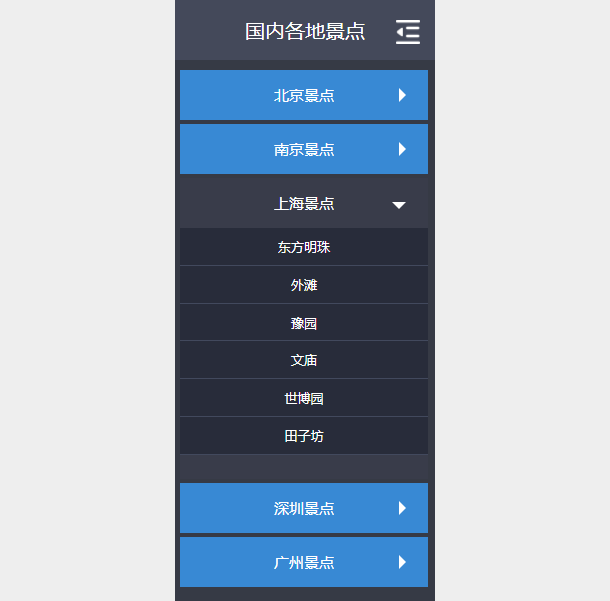 国内各地景点
北京景点
南京景点
上海景点
东方明珠
外滩
豫园
文庙
世博园
田子坊
深圳景点
广州景点